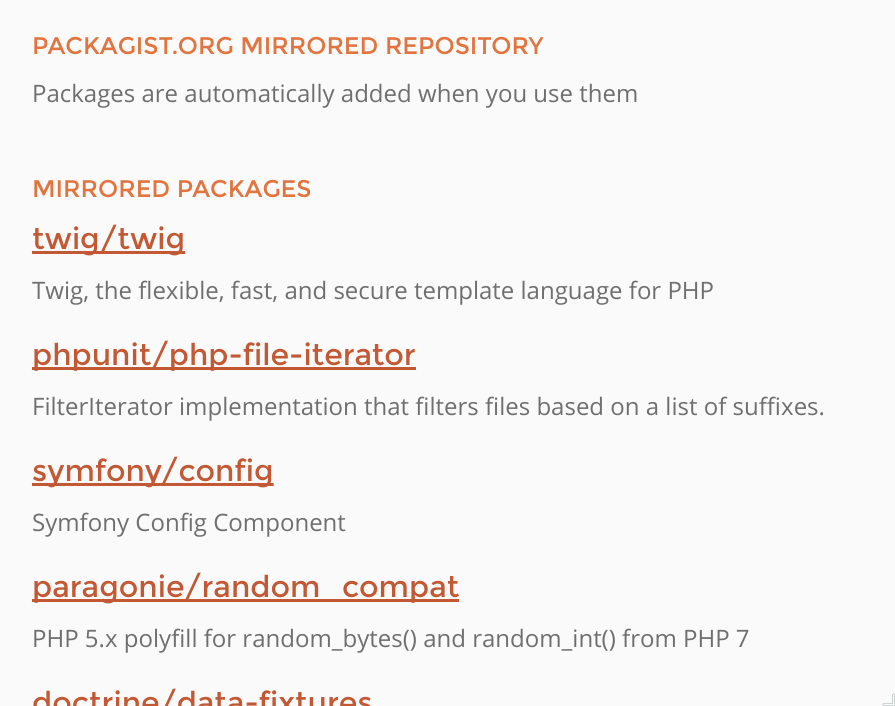 PACKAGIST.ORG MIRRORED REPOSITORY
Packages are automatically added when you use them
MIRRORED PACKAGES
twig/twig
Twig, the flexible, fast, and secure template language for PHP
phpunit/php-file-iterator
FilterIterator implementation that filters files based on a list of suffixes.
symfony/config
Symfony Config Component
paragonie/random_compat
PHP 5.x polyfill for random_bytes() and random_int() from PHP 7
doctrine/data-fixtures